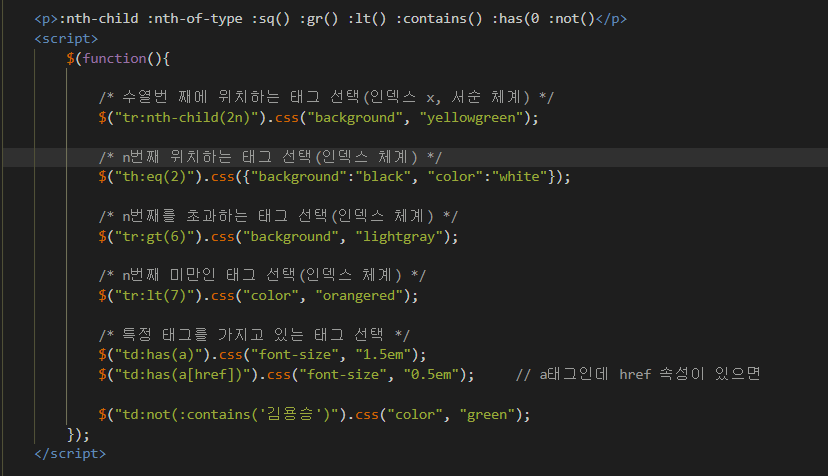 <p>:nth-child :nth-of-type :sq() :gr() :lt() :contains() :has(0 :not()</p>
<script>
$(function(){
/* 수열번 째에 위치하는 태그 선택(인덱스 x, 서순 체계) */
$("tr:nth-child(2n)").css("background", "yellowgreen");
/* n번째 위치하는 태그 선택(인덱스 체계) */
$("th:eq(2)").css({"background":"black", "color":"white"});
/* n번째를 초과하는 태그 선택(인덱스 체계) */
$("tr:gt(6)").css("background", "lightgray");
/* n번째 미만인 태그 선택(인덱스 체계) */
$("tr:lt(7)").css("color", "orangered");
/* 특정 태그를 가지고 있는 태그 선택 */
$("td:has(a)").css("font-size", "1.5em");
$("td:has(a[href])").css("font-size", "0.5em");     // a태그인데 href 속성이 있으면
$("td:not(:contains('김용승')").css("color", "green");
});
</script>